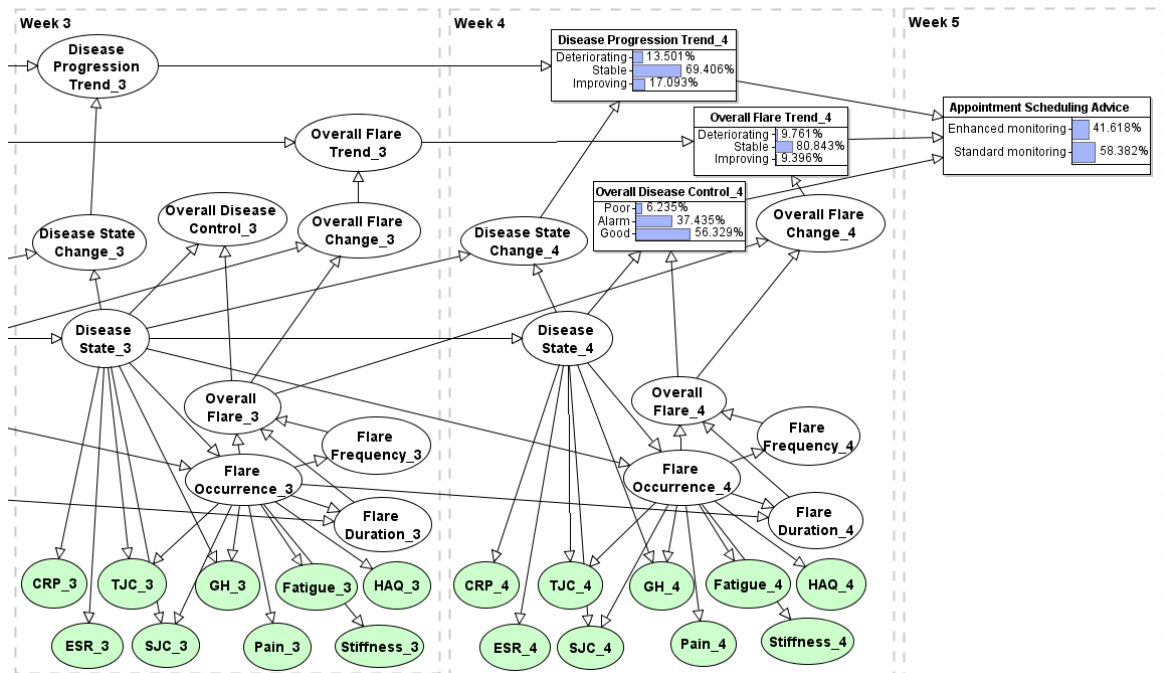 Week 3
Week 4
Week 5
Disease
Progression
Trend_3
Disease Progression Trend_4
Deteriorating 13.501%
Stable 69.406%
Improving 17.093%
Appointment Scheduling Advice
Enhanced monitoring 41.618%
Standard monitoring 58.382%
Overall Flare
Trend_3
Overall Flare Trend_4
Deteriorating 9.761%
Stable 80.843%
Improving 9.396%
Overall Disease
Control_3
Overall Disease Control_4
Poor 6.235%
Alarm 37.435%
Good 56.329%
Disease State
Change_3
Overall Flare
Change_3
Disease State
Change_4
Overall Flare
Change_4
Disease
State_3
Disease
State_4
Overall
Flare_3
Overall
Flare_4
Flare
Frequency_3
Flare
Frequency_4
Flare
Occurrence_3
Flare
Occurrence_4
Flare
Duration_3
Flare
Duration_4
CRP_3
TJC_3
GH_3
Fatigue_3
HAQ_3
CRP_4
TJC_4
GH_4
Fatigue_4
HAQ_4
ESR_3
SJC_3
Pain_3
Stiffness_3
ESR_4
SJC_4
Pain_4
Stiffness_4